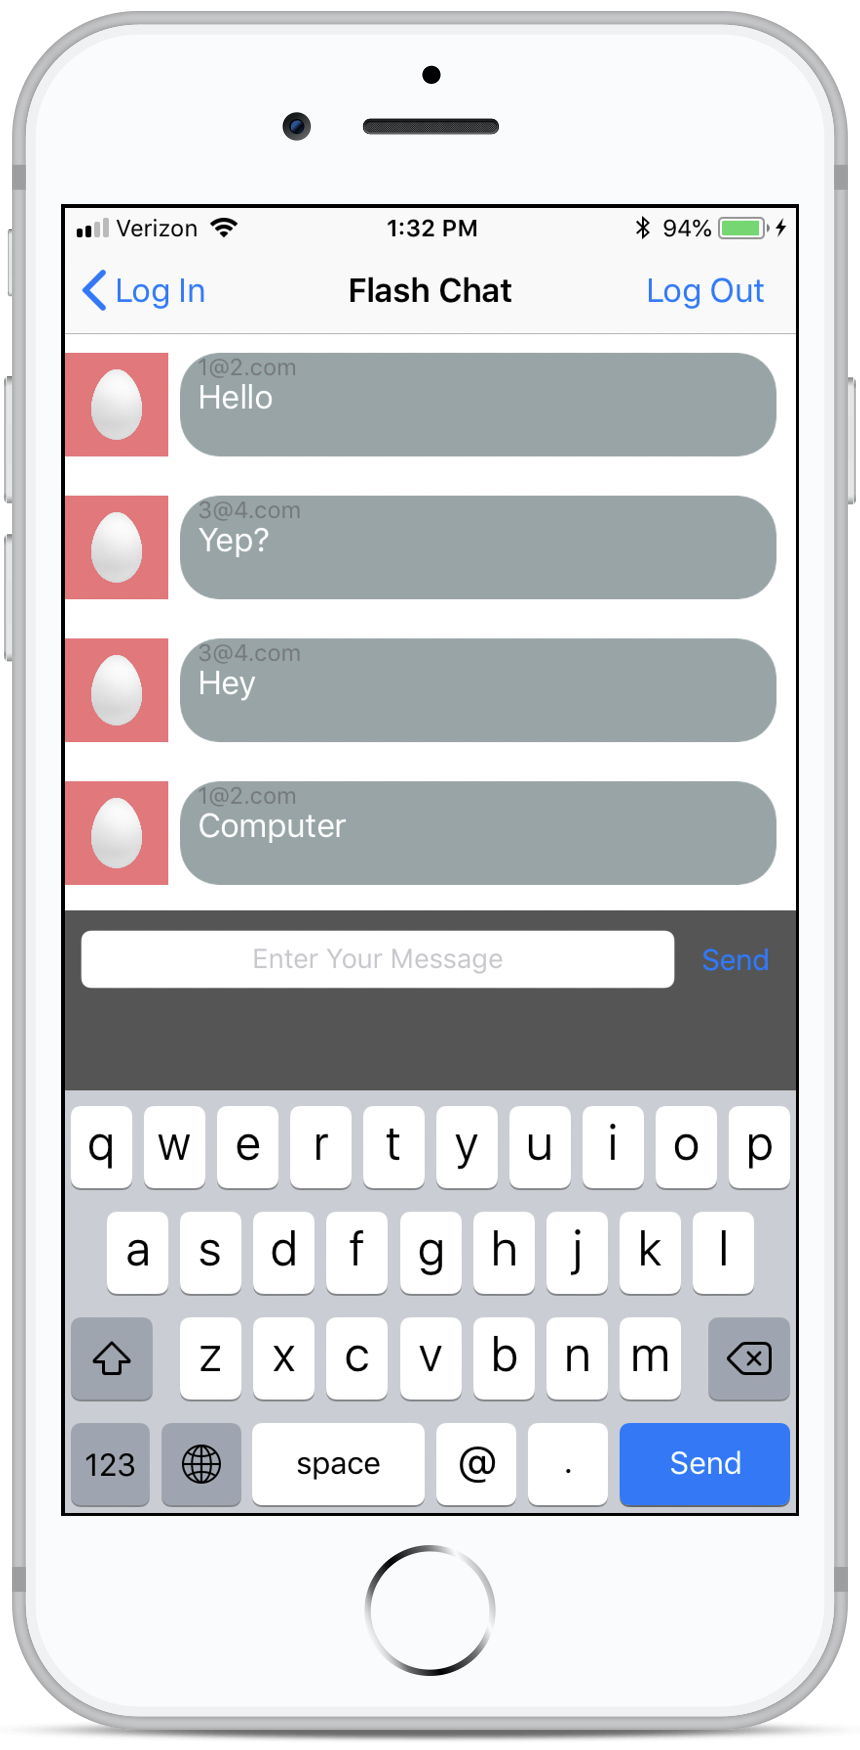 Verizon 1:32 PM 94%
Log In Flash Chat Log Out
1@2.com
Hello
3@4.com
Yep?
3@4.com
Hey
1@2.com
Computer
Enter Your Message Send
q w e r t y u i o p
a s d f g h j k l
z x c v b n m
123 space @ . Send